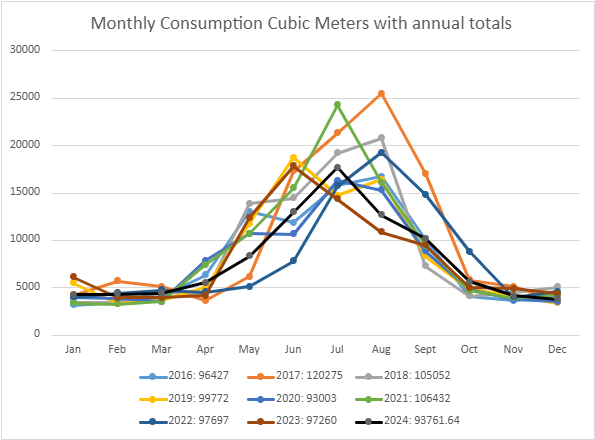 Monthly Consumption Cubic Meters with annual totals
30000
25000
20000
15000
10000
5000
0
Jan Feb Mar Apr May Jun Jul Aug Sept Oct Nov Dec
2016: 96427 2017: 120275 2018: 105052
2019: 99772 2020: 93003 2021: 106432
2022: 97697 2023: 97260 2024: 93761.64